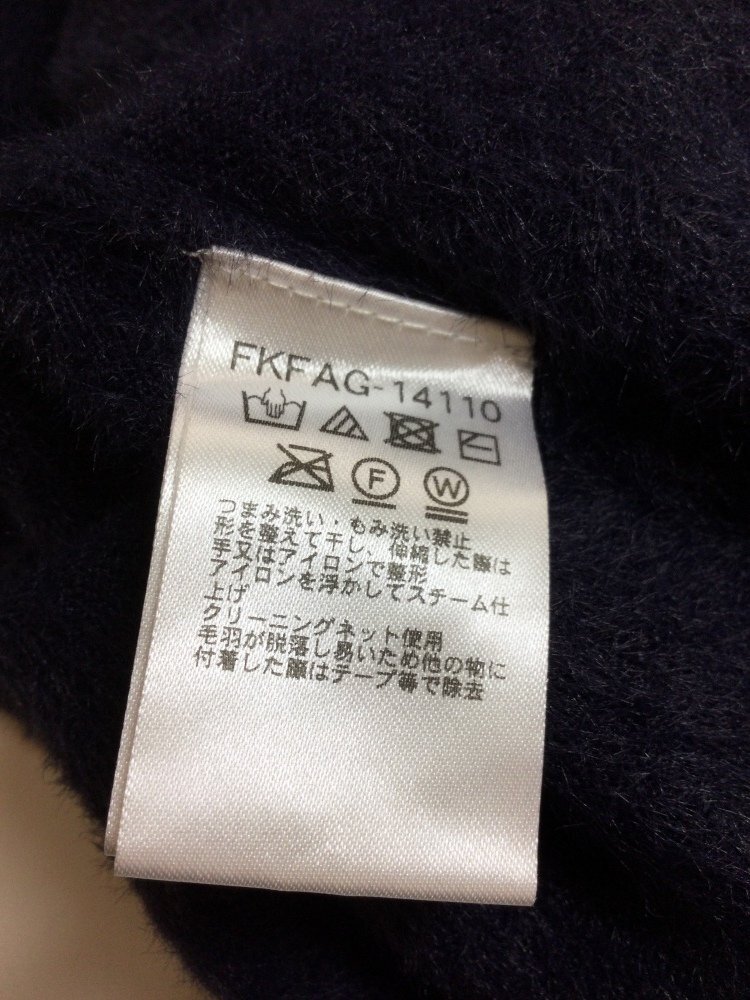 FKFAG-14110
F W
つまみ洗い・もみ洗い禁止
形を整えて干し、伸縮した際は
手又はアイロンで整形
アイロンを浮かしてスチーム仕
上げ
クリーニングネット使用
毛羽が脱落し易いため他の物に
付着した際はテープ等で除去